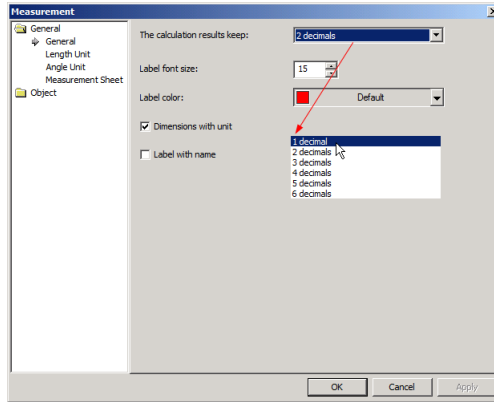 Measurement
General
General
Length Unit
Angle Unit
Measurement Sheet
Object
The calculation results keep:
2 decimals
Label font size:
15
Label color:
Default
Dimensions with unit
Label with name
1 decimal
2 decimals
3 decimals
4 decimals
5 decimals
6 decimals
OK
Cancel
Apply